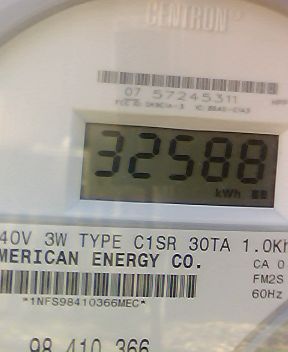 CENTRON®
07 57245311
32588
kWh
40V 3W TYPE C1SR 30TA 1.0Kh
MERICAN ENERGY CO.
CA 0
FM2S
60Hz
*1NFS98410366MEC*
98 410 366